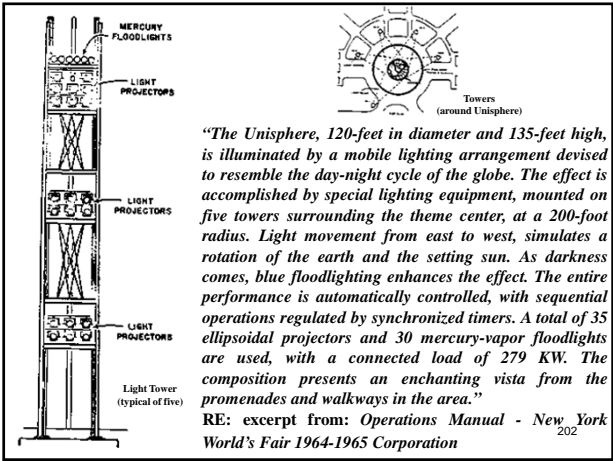 MERCURY
FLOODLIGHTS
LIGHT
PROJECTORS
LIGHT
PROJECTORS
LIGHT
PROJECTORS
Light Tower
(typical of five)
Towers
(around Unisphere)
“The Unisphere, 120-feet in diameter and 135-feet high,
is illuminated by a mobile lighting arrangement devised
to resemble the day-night cycle of the globe. The effect is
accomplished by special lighting equipment, mounted on
five towers surrounding the theme center, at a 200-foot
radius. Light movement from east to west, simulates a
rotation of the earth and the setting sun. As darkness
comes, blue floodlighting enhances the effect. The entire
performance is automatically controlled, with sequential
operations regulated by synchronized timers. A total of 35
ellipsoidal projectors and 30 mercury-vapor floodlights
are used, with a connected load of 279 KW. The
composition presents an enchanting vista from the
promenades and walkways in the area.”
RE: excerpt from: Operations Manual - New York
World’s Fair 1964-1965 Corporation
202